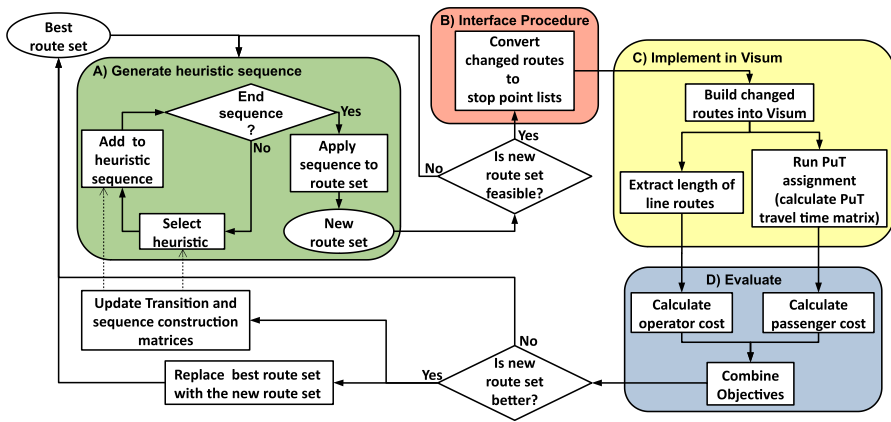 Best
route set
A) Generate heuristic sequence
End
sequence
?
Yes
No
Add to
heuristic
sequence
Apply
sequence to
route set
Select
heuristic
New
route set
B) Interface Procedure
Convert
changed routes
to
stop point lists
Yes
No
Is new
route set
feasible?
C) Implement in Visum
Build changed
routes into Visum
Extract length of
line routes
Run PuT
assignment
(calculate PuT
travel time matrix)
D) Evaluate
Calculate
operator cost
Calculate
passenger cost
Combine
Objectives
No
Is new
route set
better?
Yes
Update Transition and
sequence construction
matrices
Replace best route set
with the new route set